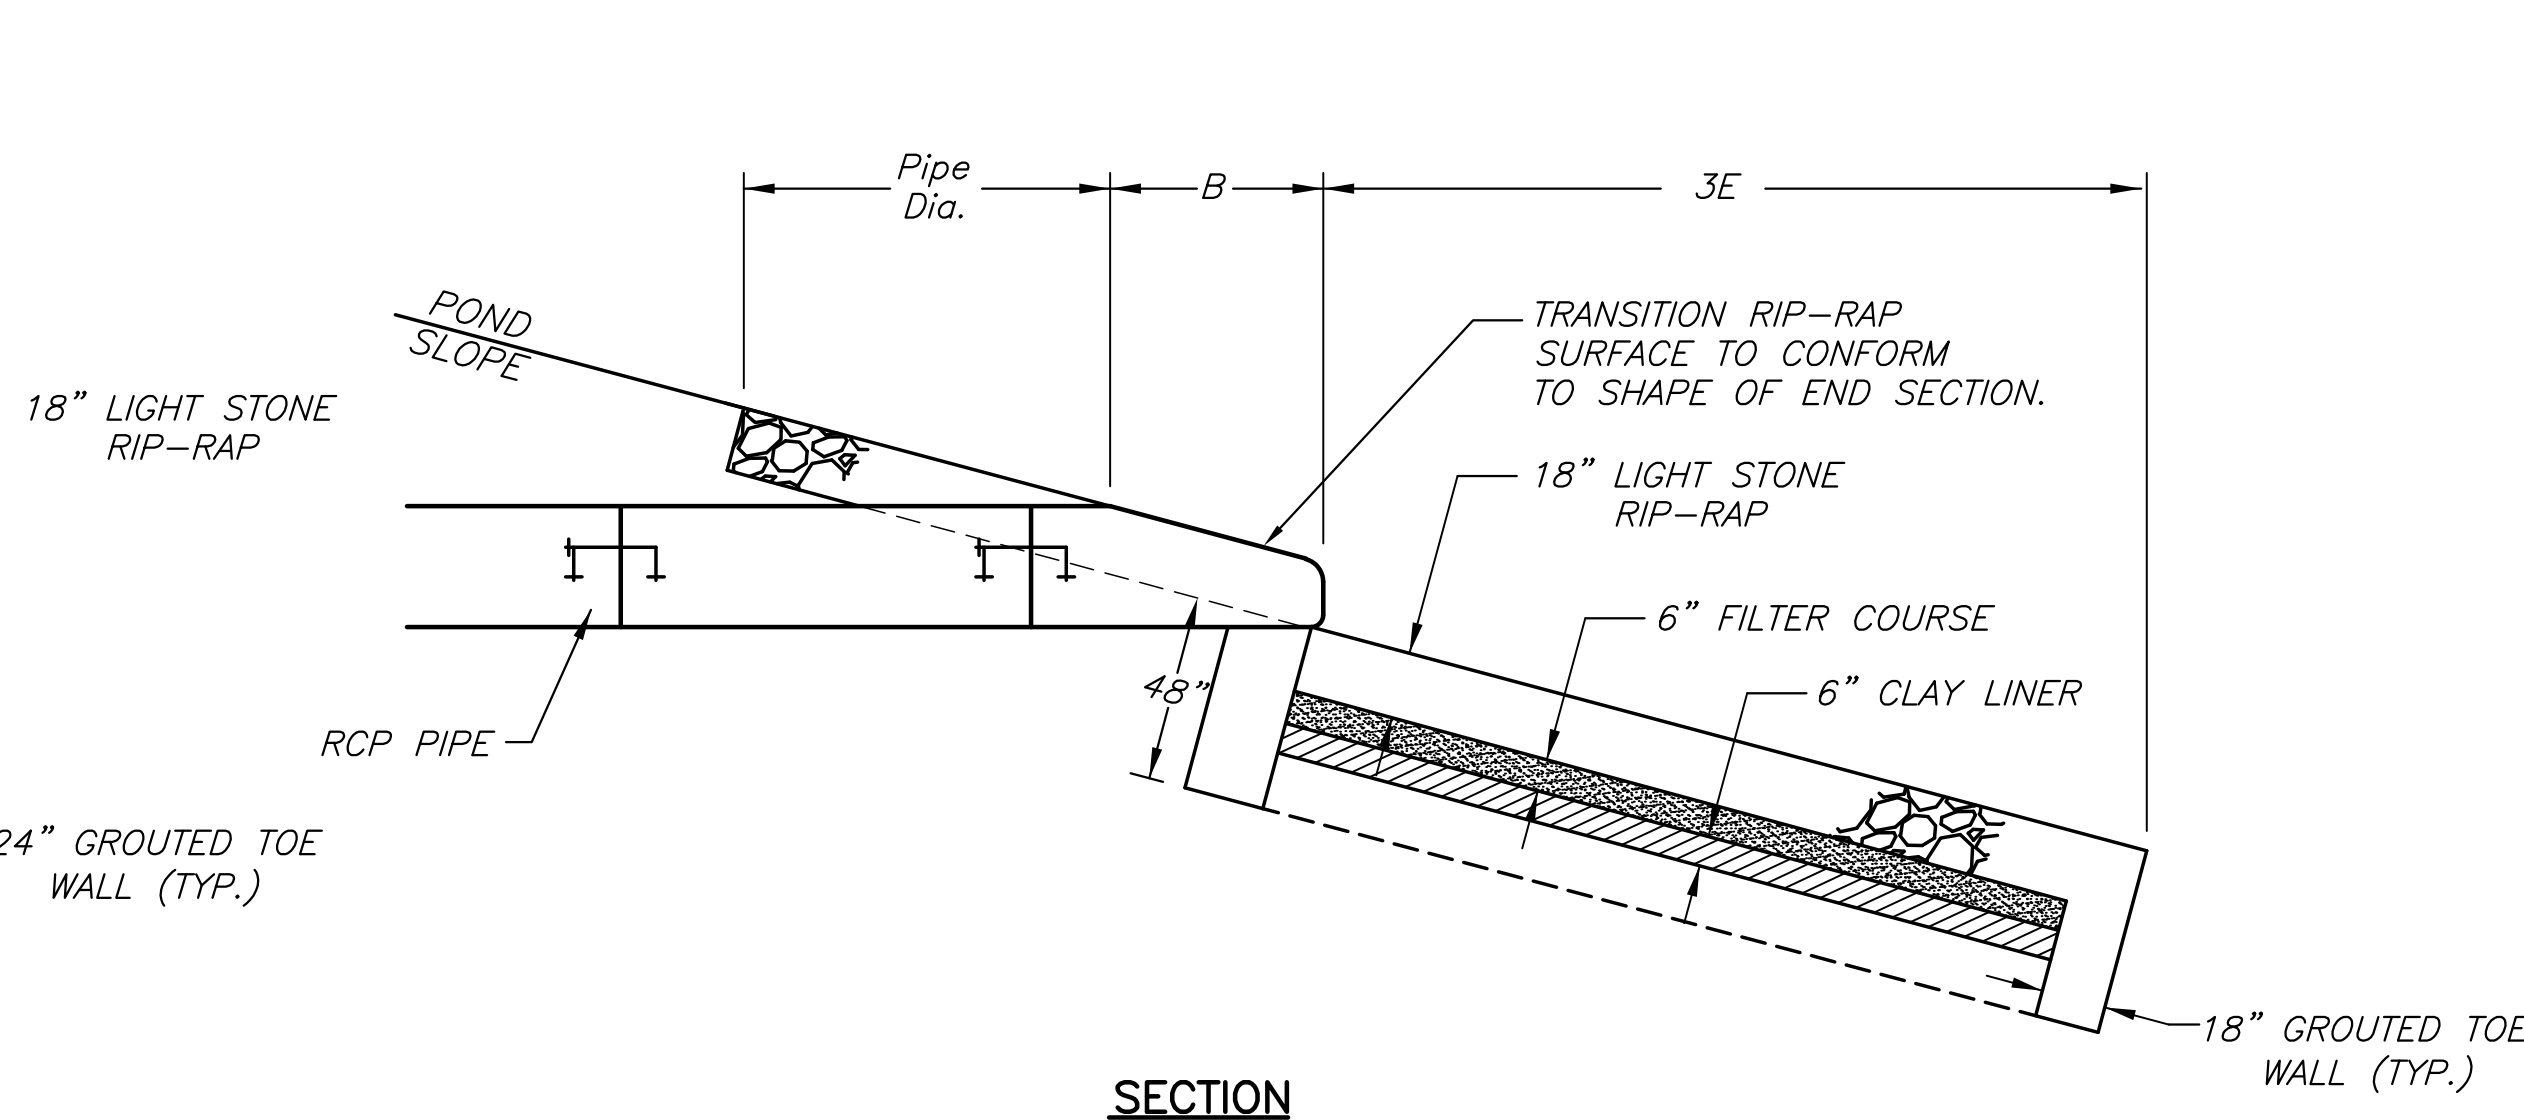 Pipe
Dia.
B
3E
POND
SLOPE
TRANSITION RIP-RAP
SURFACE TO CONFORM
TO SHAPE OF END SECTION.
18” LIGHT STONE
RIP-RAP
18” LIGHT STONE
RIP-RAP
6” FILTER COURSE
48”
6” CLAY LINER
RCP PIPE
24” GROUTED TOE
WALL (TYP.)
18” GROUTED TOE
WALL (TYP.)
SECTION